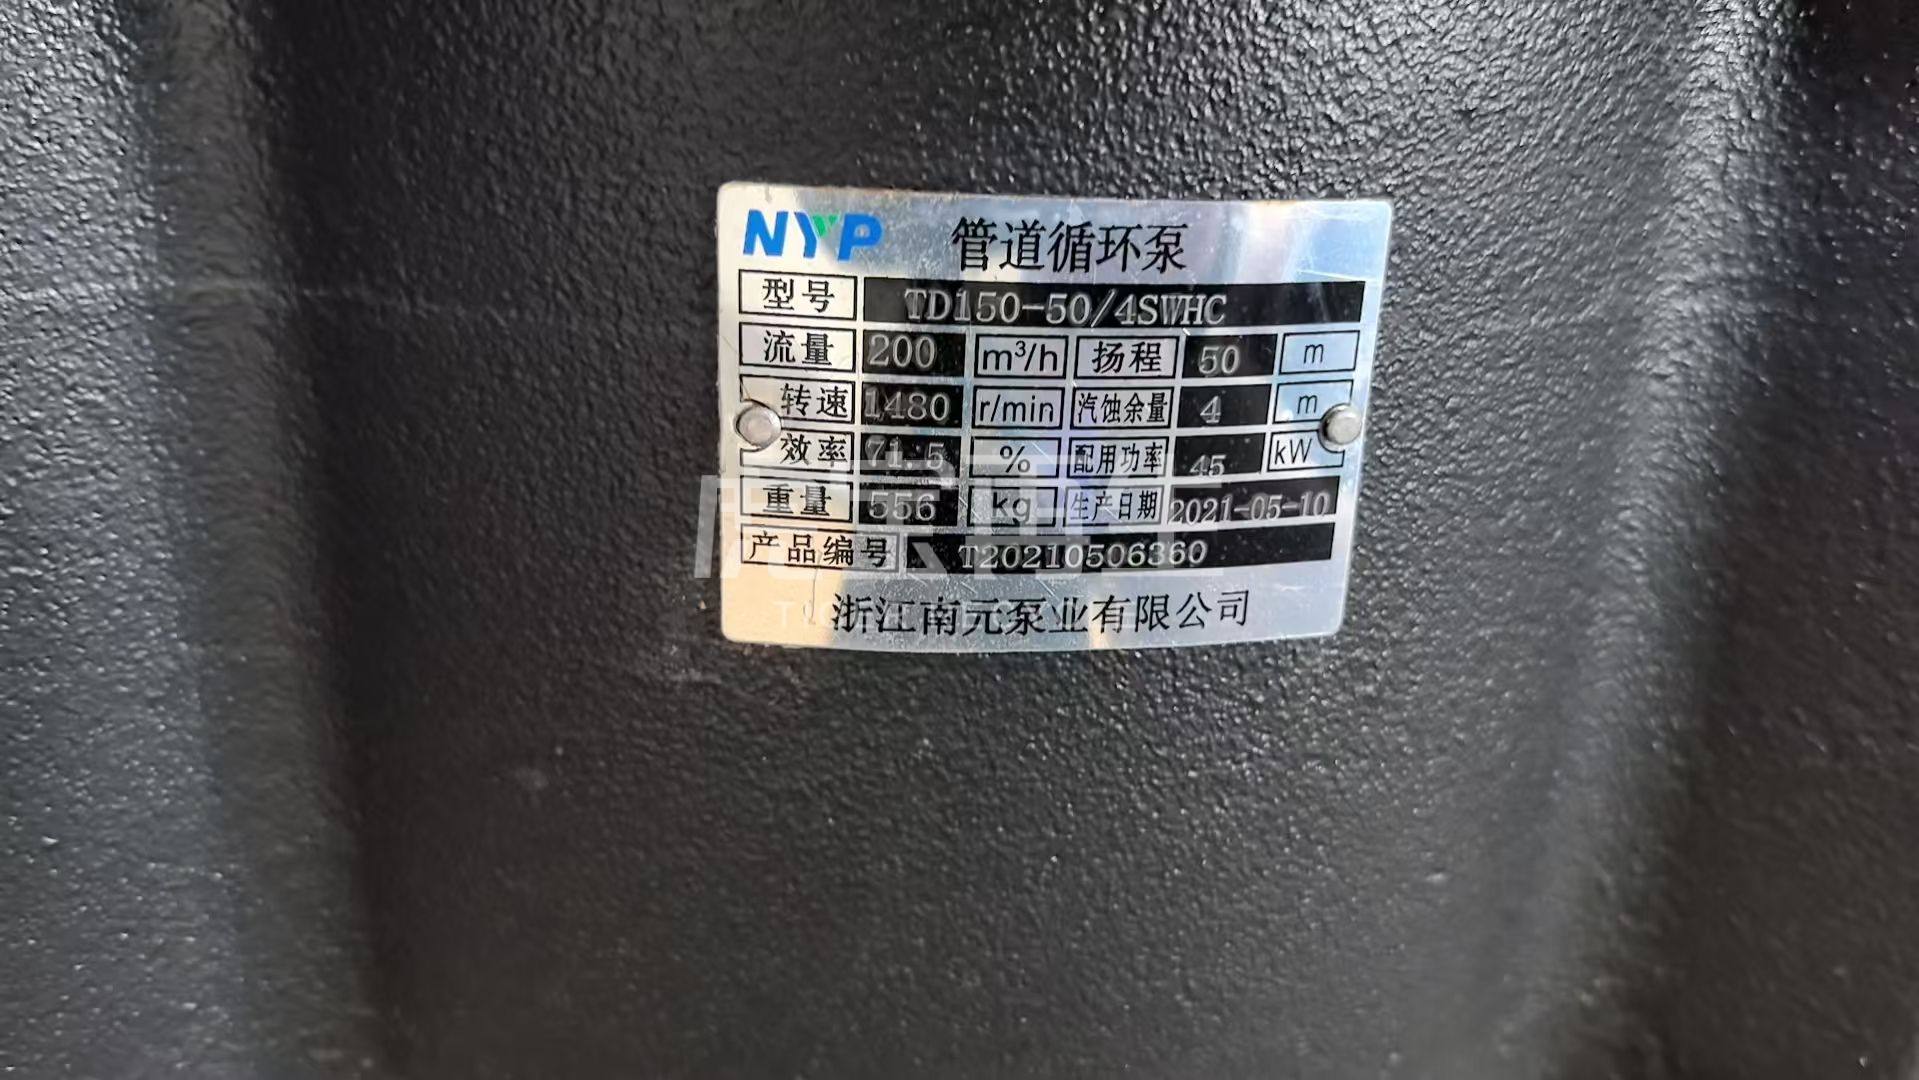 NYP 管道循环泵
型号 TD150-50/4SWHC
流量 200 m³/h 扬程 50 m
转速 1480 r/min 汽蚀余量 4 m
效率 71.5 % 配用功率 45 kW
重量 556 kg 生产日期 2021-05-10
产品编号 T20210506360
浙江南元泵业有限公司